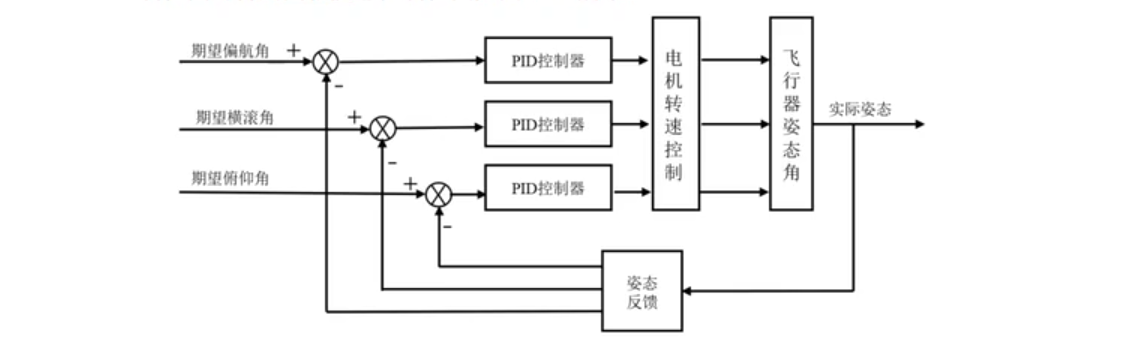 期望偏航角
+
-
PID控制器
期望横滚角
+
-
PID控制器
期望俯仰角
+
-
PID控制器
电机转速控制
飞行器姿态角
实际姿态
姿态
反馈